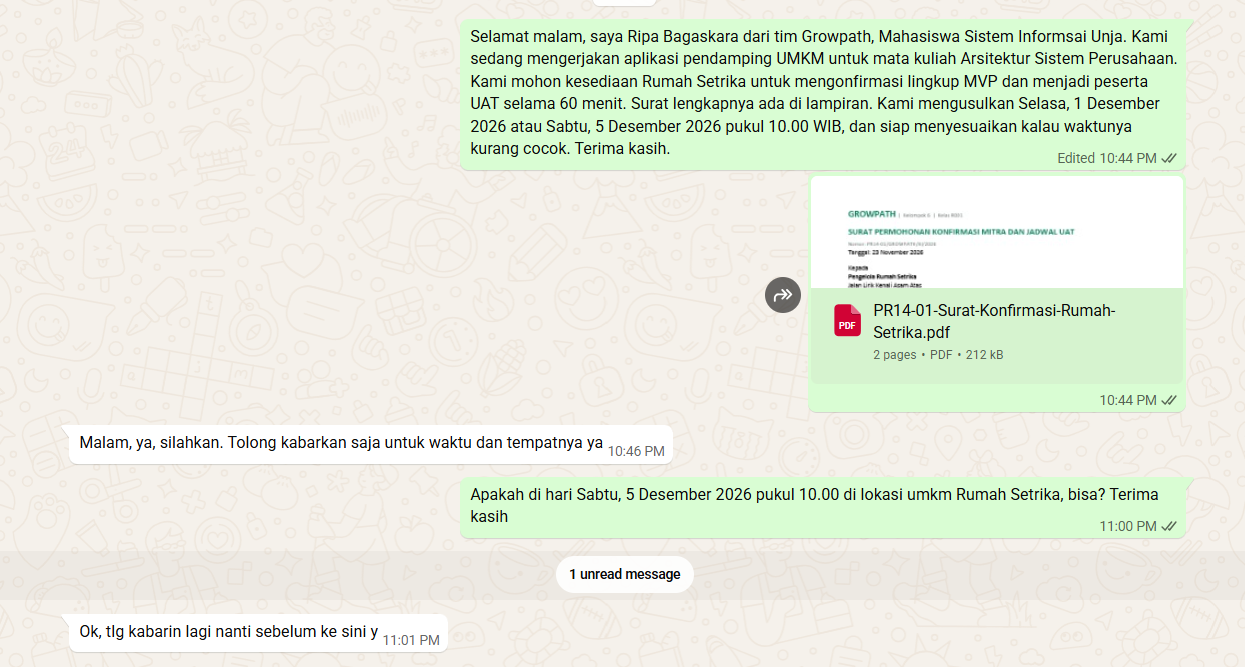 Selamat malam, saya Ripa Bagaskara dari tim Growpath, Mahasiswa Sistem Informsai Unja. Kami
sedang mengerjakan aplikasi pendamping UMKM untuk mata kuliah Arsitektur Sistem Perusahaan.
Kami mohon kesediaan Rumah Setrika untuk mengonfirmasi lingkup MVP dan menjadi peserta
UAT selama 60 menit. Surat lengkapnya ada di lampiran. Kami mengusulkan Selasa, 1 Desember
2026 atau Sabtu, 5 Desember 2026 pukul 10.00 WIB, dan siap menyesuaikan kalau waktunya
kurang cocok. Terima kasih.
Edited 10:44 PM
GROWPATH
SURAT PERMOHONAN KONFIRMASI MITRA DAN JADWAL UAT
Tanggal: 23 November 2026
Kepada
Pengelola Rumah Setrika
Jalan Lirik Kenali Asam Atas
PDF
PR14-01-Surat-Konfirmasi-Rumah-
Setrika.pdf
2 pages • PDF • 212 kB
10:44 PM
Malam, ya, silahkan. Tolong kabarkan saja untuk waktu dan tempatnya ya 10:46 PM
Apakah di hari Sabtu, 5 Desember 2026 pukul 10.00 di lokasi umkm Rumah Setrika, bisa? Terima
kasih
11:00 PM
1 unread message
Ok, tlg kabarin lagi nanti sebelum ke sini y 11:01 PM